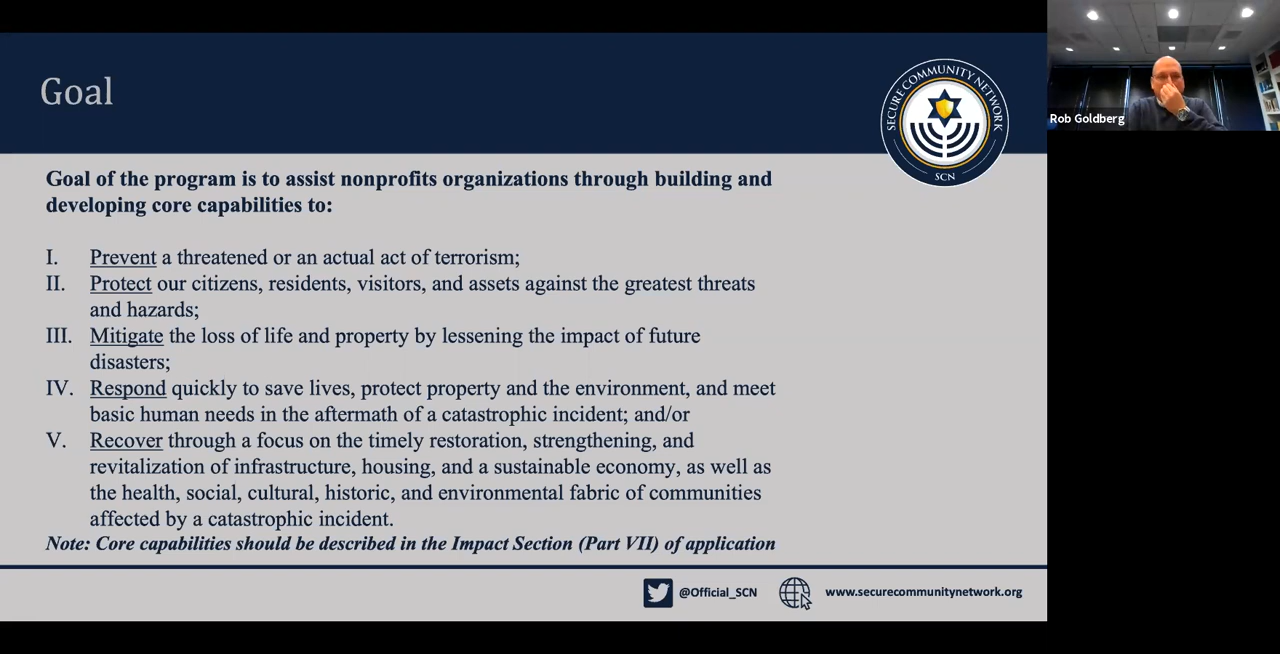 Goal
SECURE COMMUNITY NETWORK
SCN
Rob Goldberg
Goal of the program is to assist nonprofits organizations through building and
developing core capabilities to:
I. Prevent a threatened or an actual act of terrorism;
II. Protect our citizens, residents, visitors, and assets against the greatest threats
and hazards;
III. Mitigate the loss of life and property by lessening the impact of future
disasters;
IV. Respond quickly to save lives, protect property and the environment, and meet
basic human needs in the aftermath of a catastrophic incident; and/or
V. Recover through a focus on the timely restoration, strengthening, and
revitalization of infrastructure, housing, and a sustainable economy, as well as
the health, social, cultural, historic, and environmental fabric of communities
affected by a catastrophic incident.
Note: Core capabilities should be described in the Impact Section (Part VII) of application
@Official_SCN
www.securecommunitynetwork.org